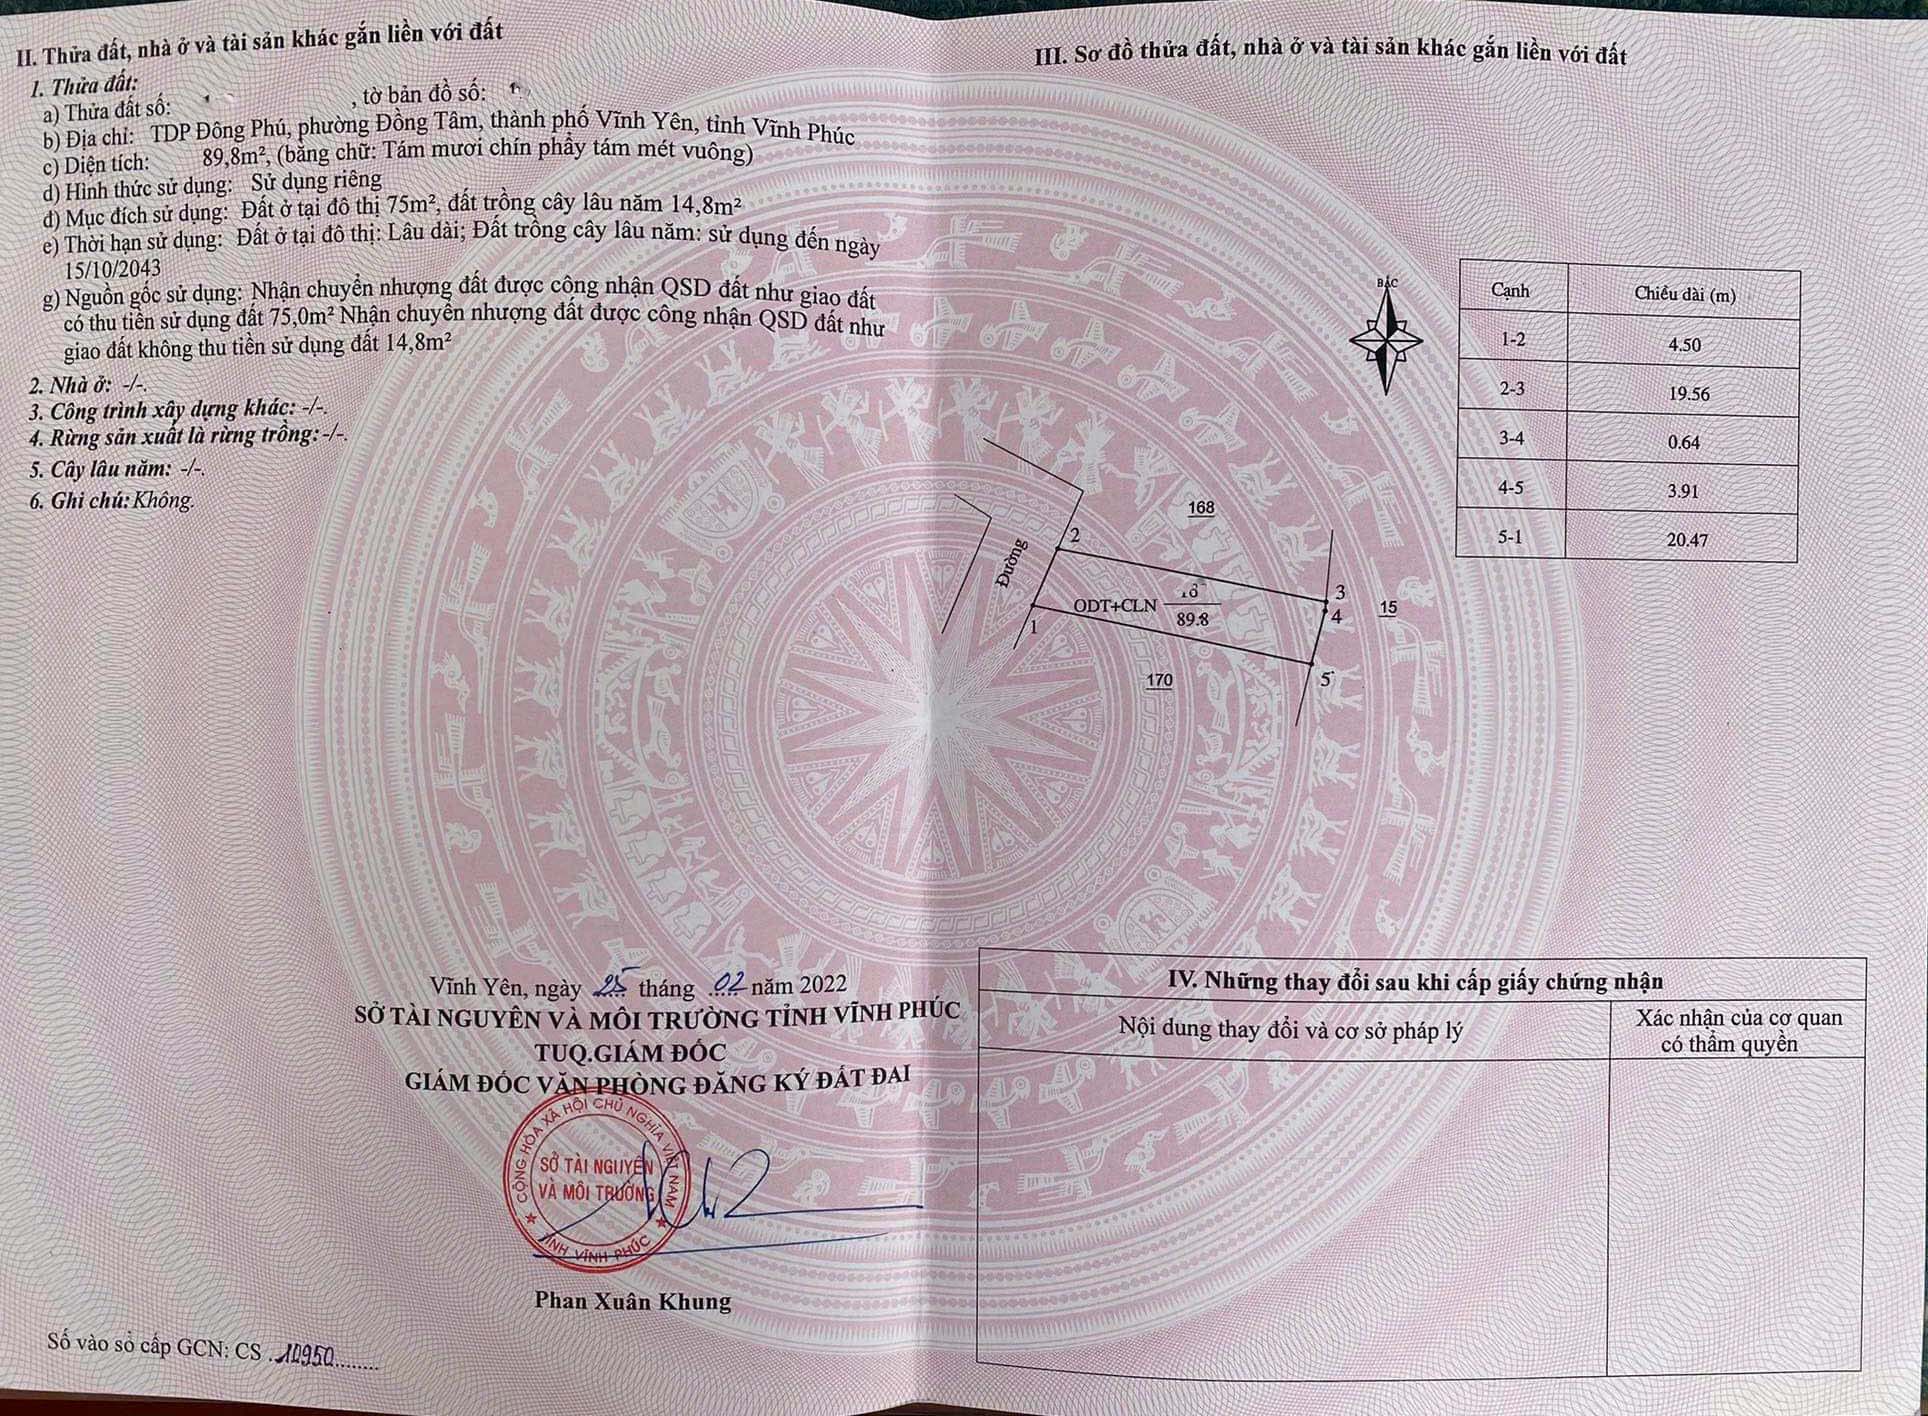 II. Thửa đất, nhà ở và tài sản khác gắn liền với đất
1. Thửa đất:
a) Thửa đất số: , tờ bản đồ số:
b) Địa chỉ: TDP Đông Phú, phường Đồng Tâm, thành phố Vĩnh Yên, tỉnh Vĩnh Phúc
c) Diện tích: 89,8m², (bằng chữ: Tám mươi chín phẩy tám mét vuông)
d) Hình thức sử dụng: Sử dụng riêng
đ) Mục đích sử dụng: Đất ở tại đô thị 75m², đất trồng cây lâu năm 14,8m²
e) Thời hạn sử dụng: Đất ở tại đô thị: Lâu dài; Đất trồng cây lâu năm: sử dụng đến ngày
15/10/2043
g) Nguồn gốc sử dụng: Nhận chuyển nhượng đất được công nhận QSD đất như giao đất
có thu tiền sử dụng đất 75,0m² Nhận chuyển nhượng đất được công nhận QSD đất như
giao đất không thu tiền sử dụng đất 14,8m²
2. Nhà ở: -/-.
3. Công trình xây dựng khác: -/-.
4. Rừng sản xuất là rừng trồng:-/-.
5. Cây lâu năm: -/-.
6. Ghi chú: Không.
Vĩnh Yên, ngày 25 tháng 02 năm 2022
SỞ TÀI NGUYÊN VÀ MÔI TRƯỜNG TỈNH VĨNH PHÚC
TUQ.GIÁM ĐỐC
GIÁM ĐỐC VĂN PHÒNG ĐĂNG KÝ ĐẤT ĐAI
CỘNG HÒA XÃ HỘI CHỦ NGHĨA VIỆT NAM
SỞ TÀI NGUYÊN
VÀ MÔI TRƯỜNG
TỈNH VĨNH PHÚC
Phan Xuân Khung
Số vào sổ cấp GCN: CS 10950
III. Sơ đồ thửa đất, nhà ở và tài sản khác gắn liền với đất
BẮC
Cạnh Chiều dài (m)
1-2 4.50
2-3 19.56
3-4 0.64
4-5 3.91
5-1 20.47
168
2
Đường
3
15
4
ODT+CLN
89.8
1
170
5
IV. Những thay đổi sau khi cấp giấy chứng nhận
Nội dung thay đổi và cơ sở pháp lý
Xác nhận của cơ quan
có thẩm quyền